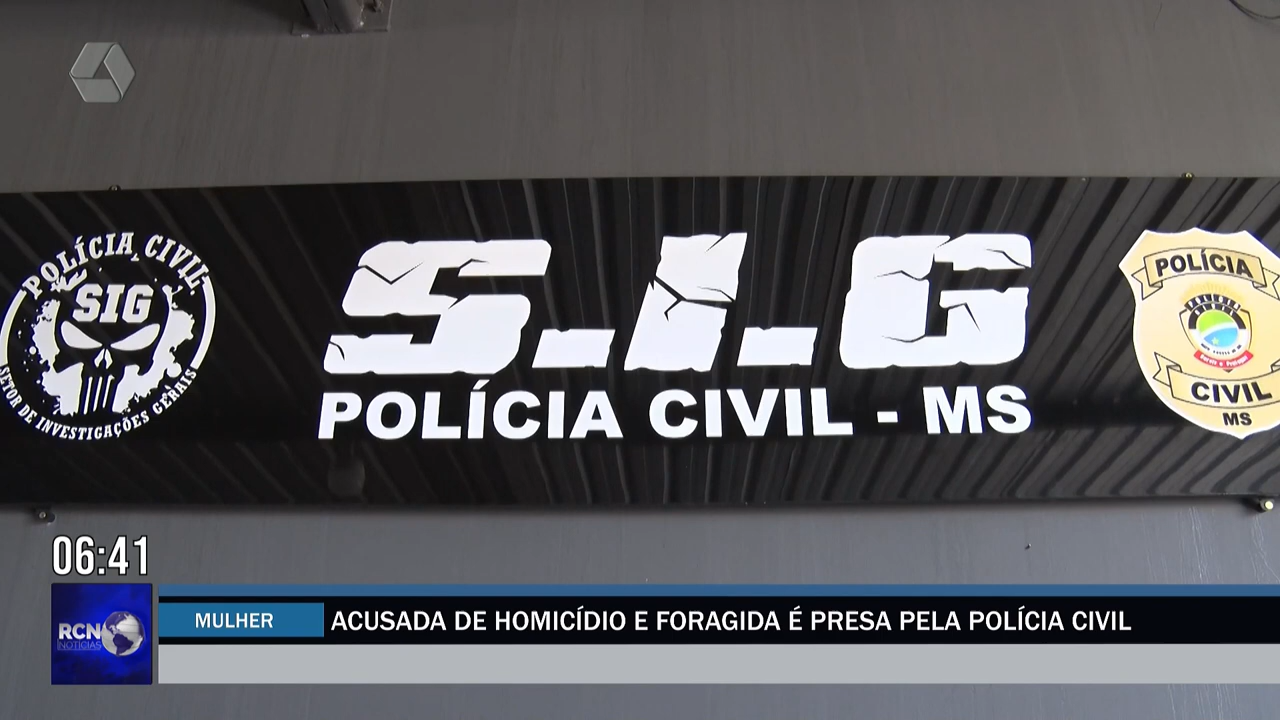 POLÍCIA CIVIL
SIG
SETOR DE INVESTIGAÇÕES GERAIS
S.I.G
POLÍCIA CIVIL - MS
POLÍCIA
CIVIL
MS
06:41
RCN
NOTÍCIAS
MULHER
ACUSADA DE HOMICÍDIO E FORAGIDA É PRESA PELA POLÍCIA CIVIL